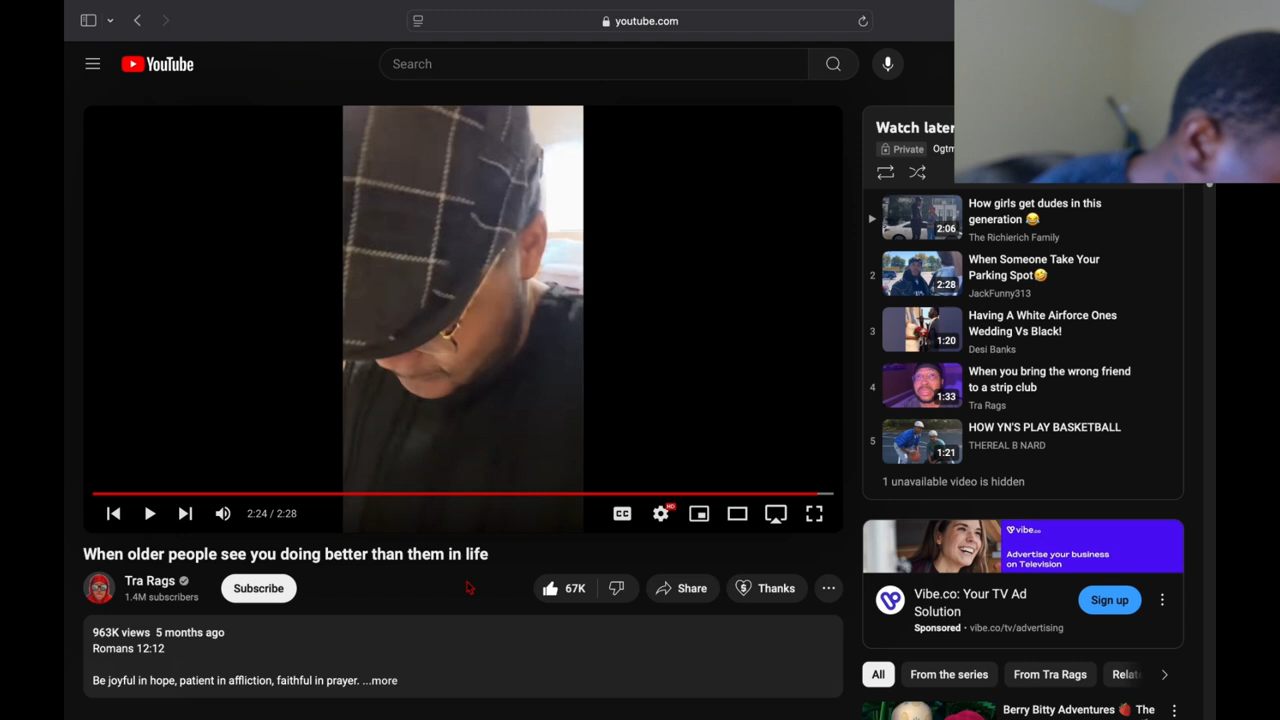 youtube.com
YouTube
Search
2:24 / 2:28
CC
HD
When older people see you doing better than them in life
Tra Rags
1.4M subscribers
Subscribe
67K
Share
Thanks
963K views 5 months ago
Romans 12:12
Be joyful in hope, patient in affliction, faithful in prayer. ...more
Watch later
Private
2:06
How girls get dudes in this
generation 😂
The Richierich Family
2
2:28
When Someone Take Your
Parking Spot🤣
JackFunny313
3
1:20
Having A White Airforce Ones
Wedding Vs Black!
Desi Banks
4
1:33
When you bring the wrong friend
to a strip club
Tra Rags
5
1:21
HOW YN'S PLAY BASKETBALL
THEREAL B NARD
1 unavailable video is hidden
vibe.co
Advertise your business
on Television
Vibe.co: Your TV Ad
Solution
Sponsored · vibe.co/tv/advertising
Sign up
All
From the series
From Tra Rags
Berry Bitty Adventures 🍓 The